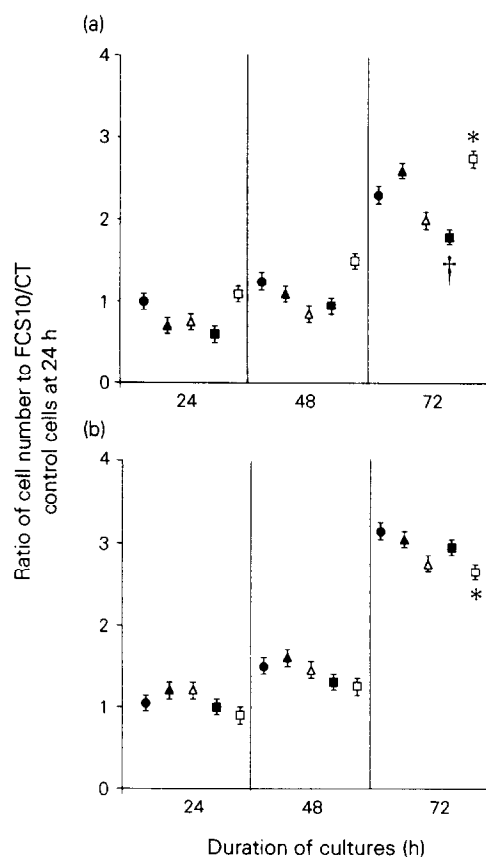 (a)
4
3
2
1
0
*
†
24 48 72
(b)
4
3
2
1
0
*
24 48 72
Ratio of cell number to FCS10/CT
control cells at 24 h
Duration of cultures (h)